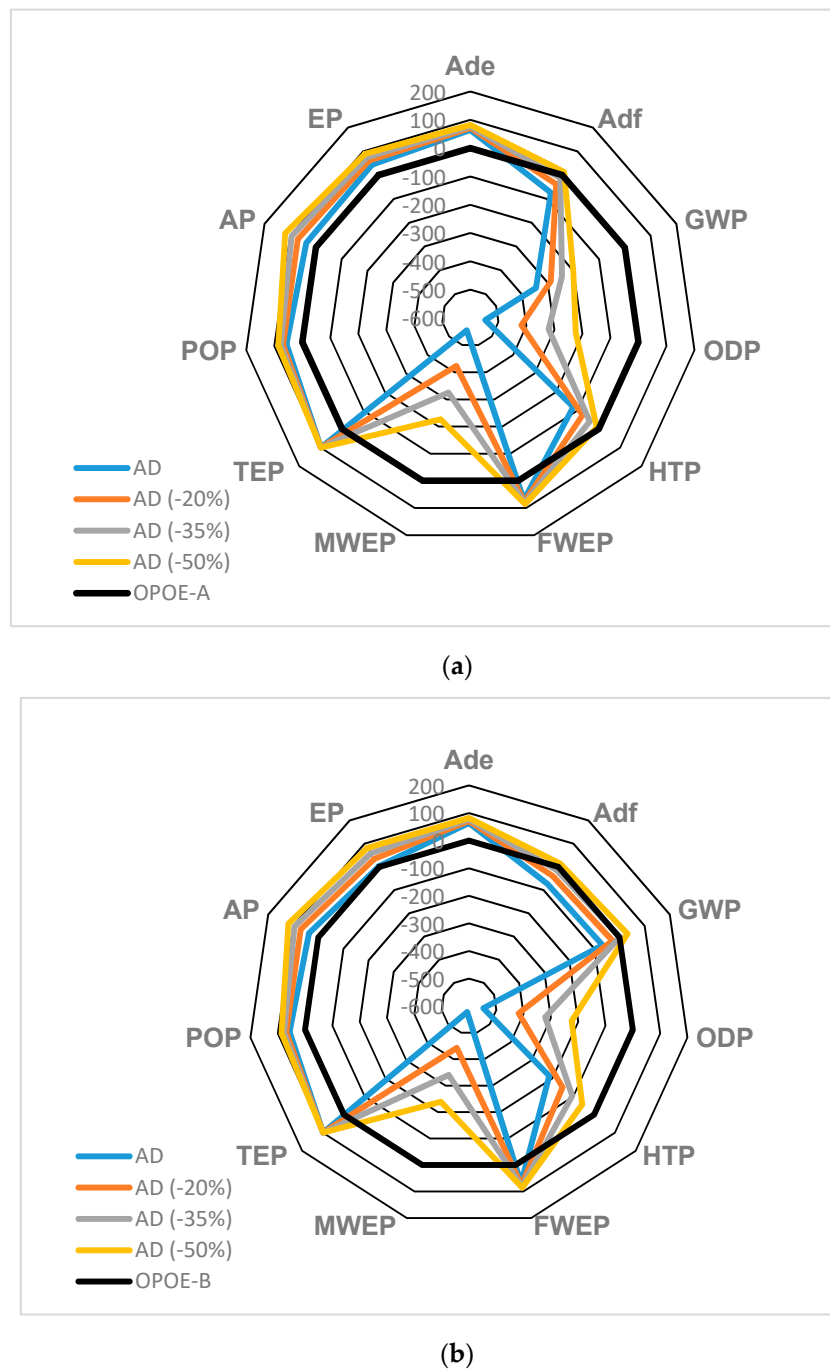 Ade
200
EP
Adf
100
0
-100
AP
GWP
-200
-300
-400
-500
POP
-600
ODP
TEP
HTP
MWEP
FWEP
AD
AD (-20%)
AD (-35%)
AD (-50%)
OPOE-A
(a)
Ade
200
EP
Adf
100
0
-100
AP
GWP
-200
-300
-400
-500
POP
-600
ODP
TEP
HTP
MWEP
FWEP
AD
AD (-20%)
AD (-35%)
AD (-50%)
OPOE-B
(b)